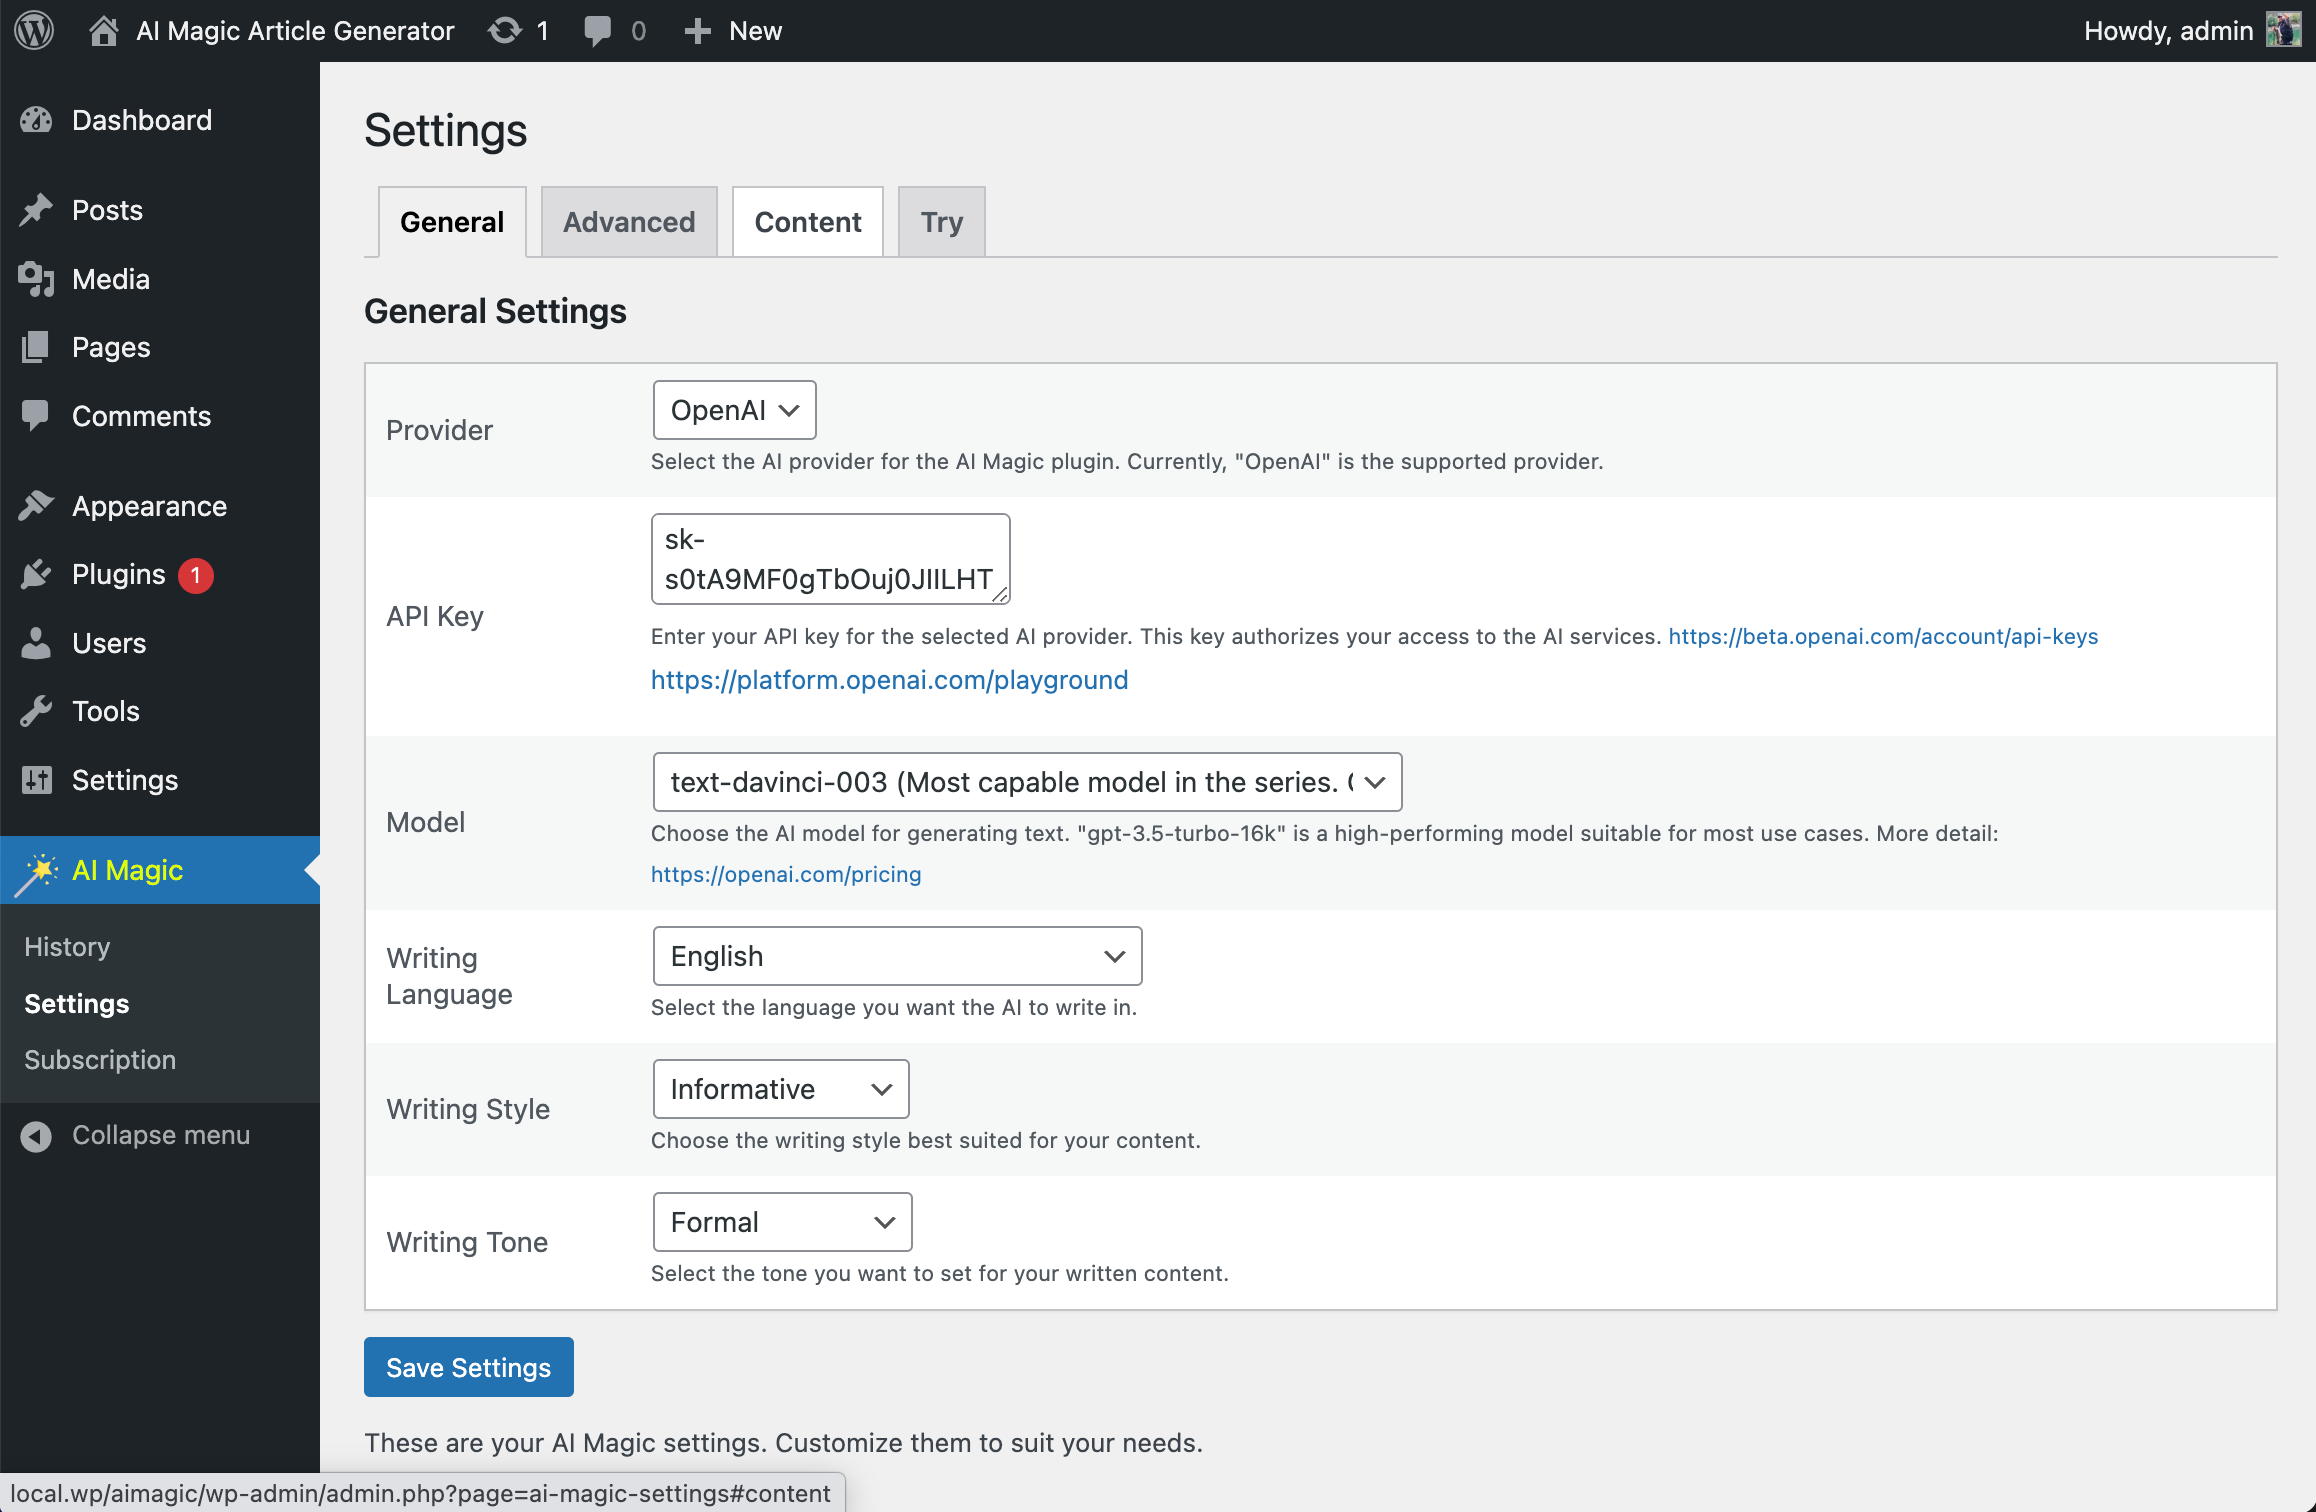 AI Magic Article Generator 1 0 New Howdy, admin
Dashboard
Posts
Media
Pages
Comments
Appearance
Plugins 1
Users
Tools
Settings
AI Magic
History
Settings
Subscription
Collapse menu
Settings
General Advanced Content Try
General Settings
Provider
OpenAI
Select the AI provider for the AI Magic plugin. Currently, "OpenAI" is the supported provider.
API Key
sk-
s0tA9MF0gTbOuj0JIILHT
Enter your API key for the selected AI provider. This key authorizes your access to the AI services. https://beta.openai.com/account/api-keys
https://platform.openai.com/playground
Model
text-davinci-003 (Most capable model in the series.
Choose the AI model for generating text. "gpt-3.5-turbo-16k" is a high-performing model suitable for most use cases. More detail:
https://openai.com/pricing
Writing
Language
English
Select the language you want the AI to write in.
Writing Style
Informative
Choose the writing style best suited for your content.
Writing Tone
Formal
Select the tone you want to set for your written content.
Save Settings
These are your AI Magic settings. Customize them to suit your needs.
local.wp/aimagic/wp-admin/admin.php?page=ai-magic-settings#content